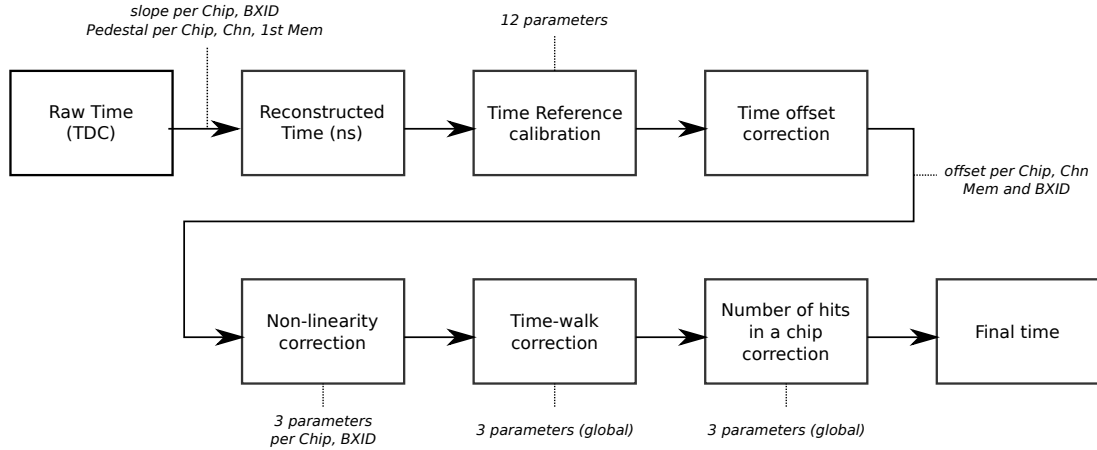 slope per Chip, BXID
Pedestal per Chip, Chn, 1st Mem
12 parameters
Raw Time
(TDC)
Reconstructed
Time (ns)
Time Reference
calibration
Time offset
correction
offset per Chip, Chn
Mem and BXID
Non-linearity
correction
Time-walk
correction
Number of hits
in a chip
correction
Final time
3 parameters
per Chip, BXID
3 parameters (global)
3 parameters (global)